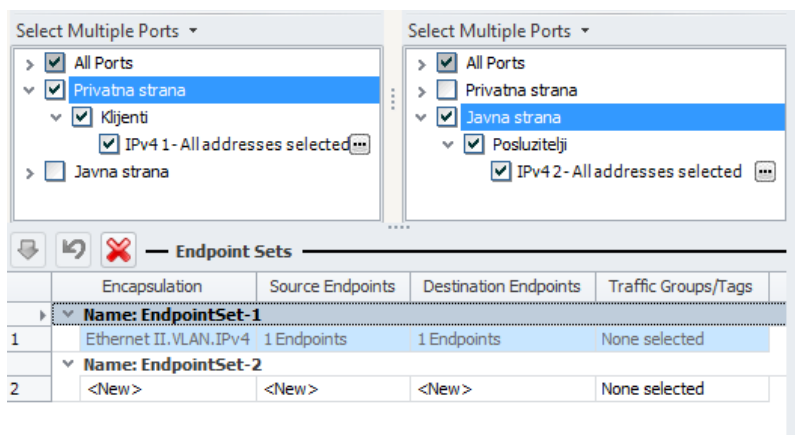 Select Multiple Ports
All Ports
Privatna strana
Klijenti
IPv4 1- All addresses selected
Javna strana
Select Multiple Ports
All Ports
Privatna strana
Javna strana
Posluzitelji
IPv4 2- All addresses selected
Endpoint Sets
Encapsulation Source Endpoints Destination Endpoints Traffic Groups/Tags
Name: EndpointSet-1
1 Ethernet II.VLAN.IPv4 1 Endpoints 1 Endpoints None selected
Name: EndpointSet-2
2 <New> <New> <New> None selected